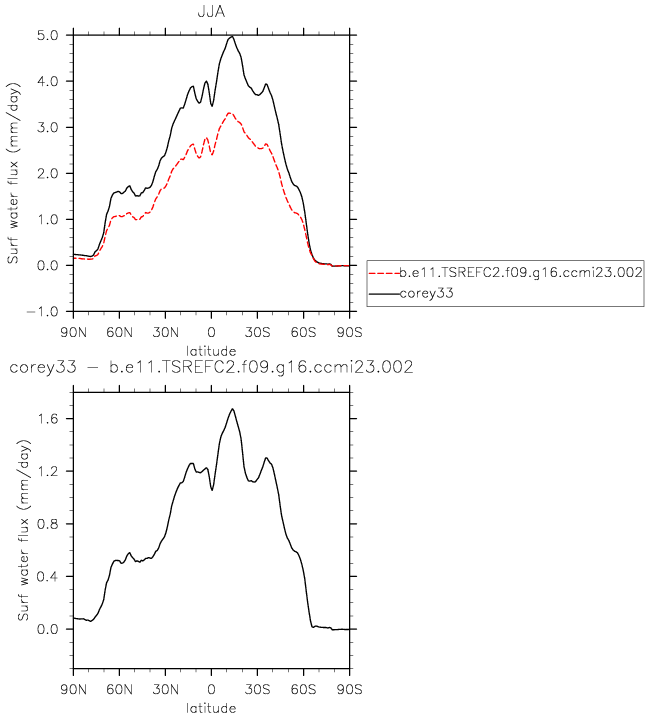 JJA
5.0
4.0
3.0
2.0
1.0
0.0
−1.0
Surf water flux (mm/day)
90N 60N 30N 0 30S 60S 90S
latitude
b.e11.TSREFC2.f09.g16.ccmi23.002
corey33
corey33 − b.e11.TSREFC2.f09.g16.ccmi23.002
1.6
1.2
0.8
0.4
0.0
Surf water flux (mm/day)
90N 60N 30N 0 30S 60S 90S
latitude